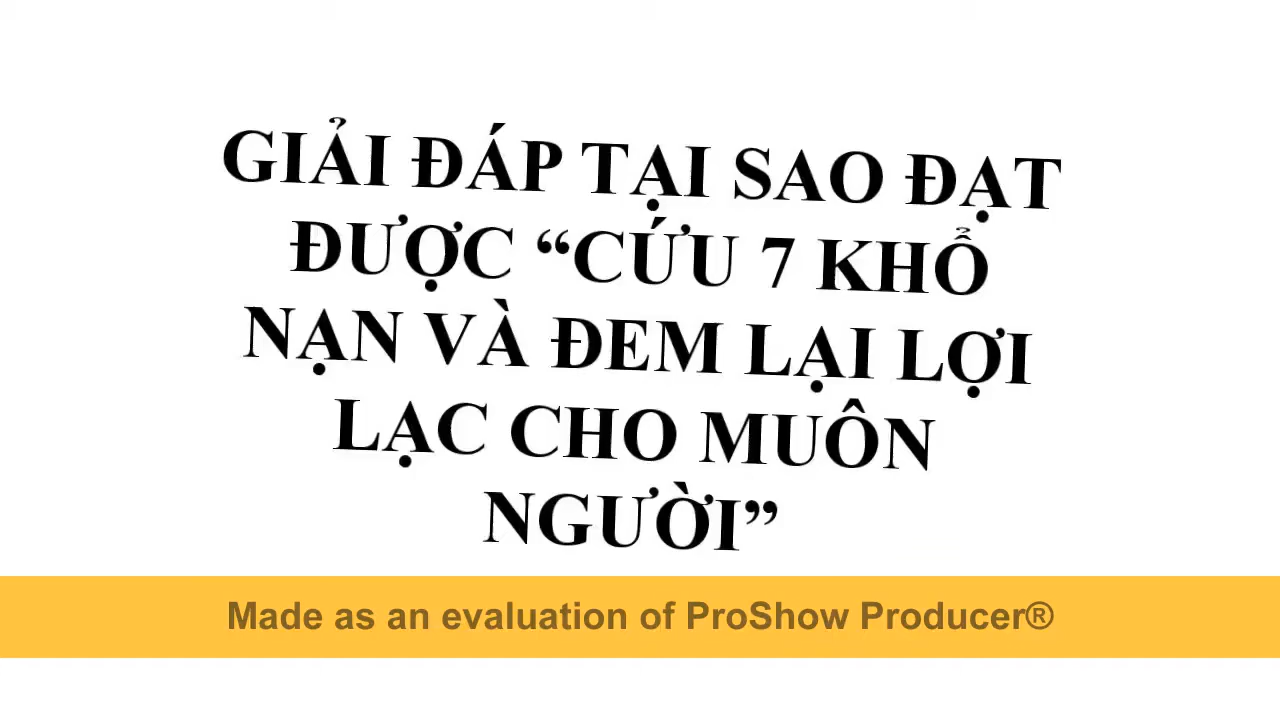 GIẢI ĐÁP TẠI SAO ĐẠT
ĐƯỢC “CỨU 7 KHỔ
NẠN VÀ ĐEM LẠI LỢI
LẠC CHO MUÔN
NGƯỜI”
Made as an evaluation of ProShow Producer®